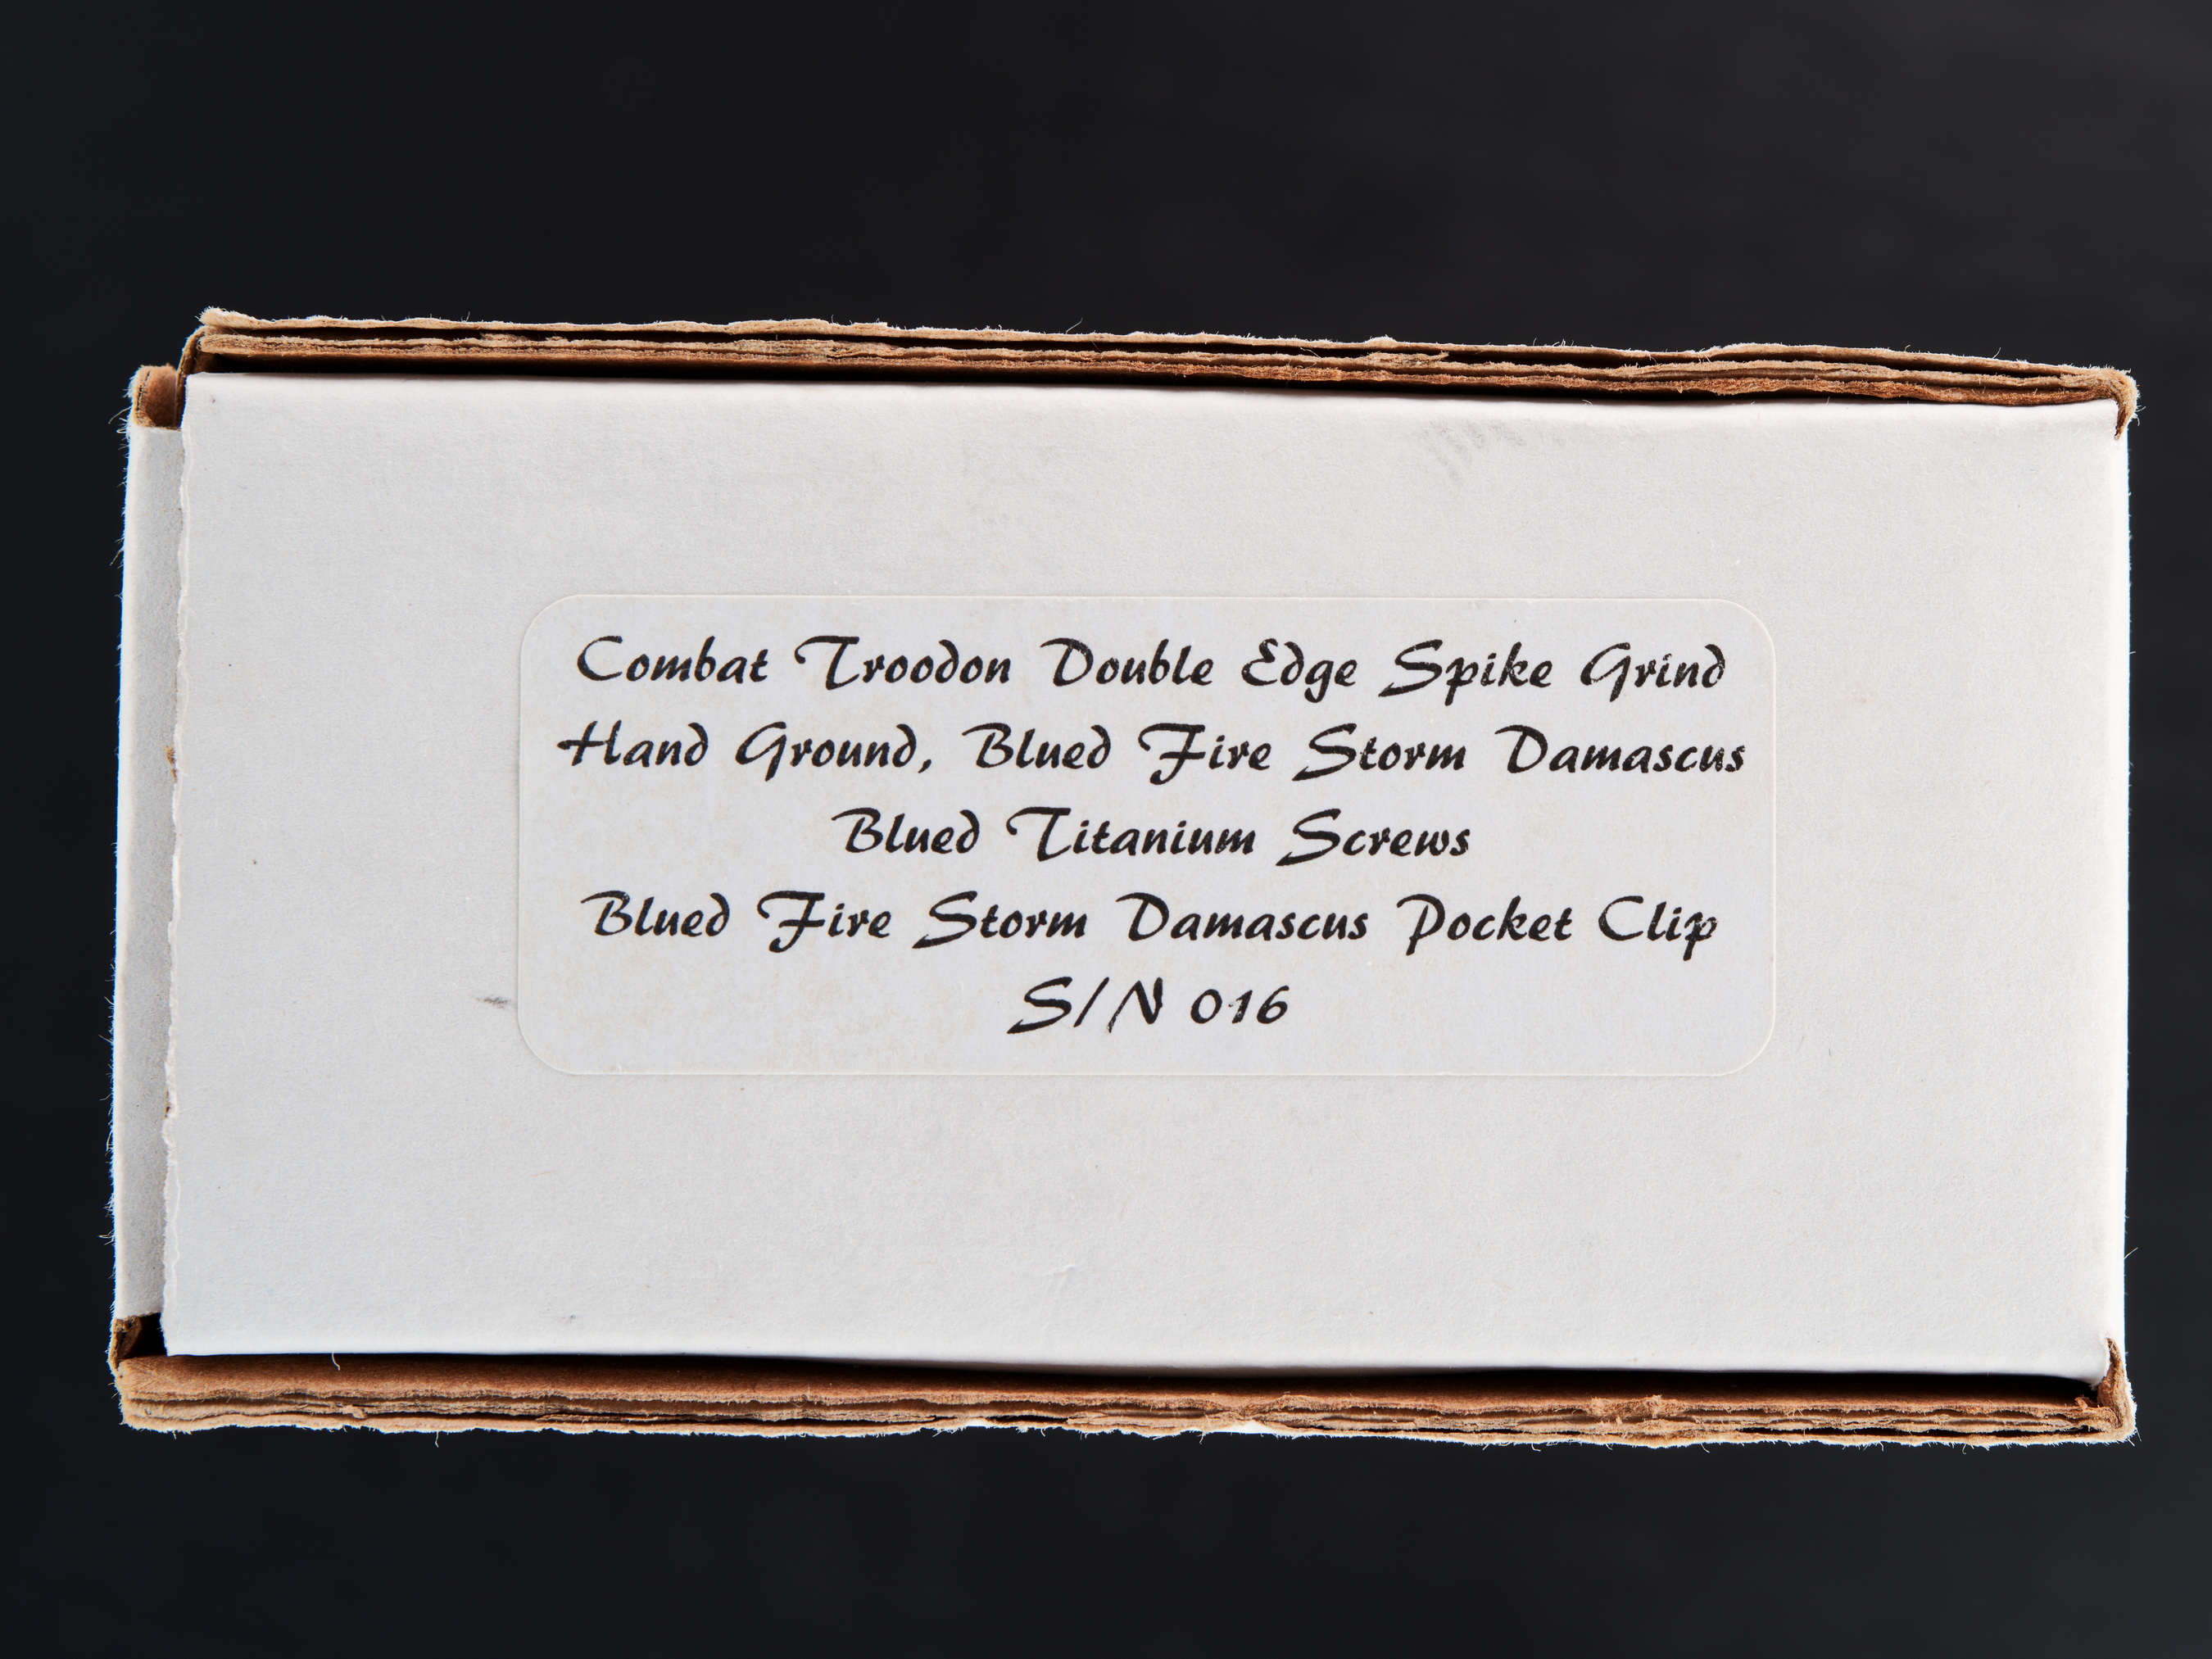 Combat Troodon Double Edge Spike Grind
Hand Ground, Blued Fire Storm Damascus
Blued Titanium Screws
Blued Fire Storm Damascus Pocket Clip
S/N 016